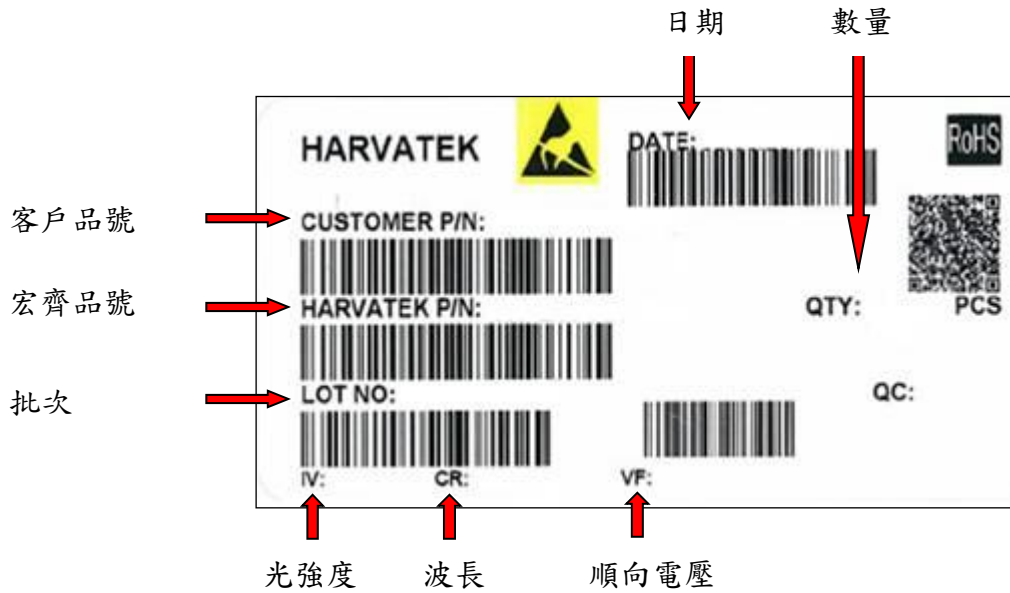 日期
數量
HARVATEK
DATE:
RoHS
客戶品號
CUSTOMER P/N:
宏齊品號
HARVATEK P/N:
QTY:
PCS
批次
LOT NO:
QC:
IV:
CR:
VF:
光強度
波長
順向電壓